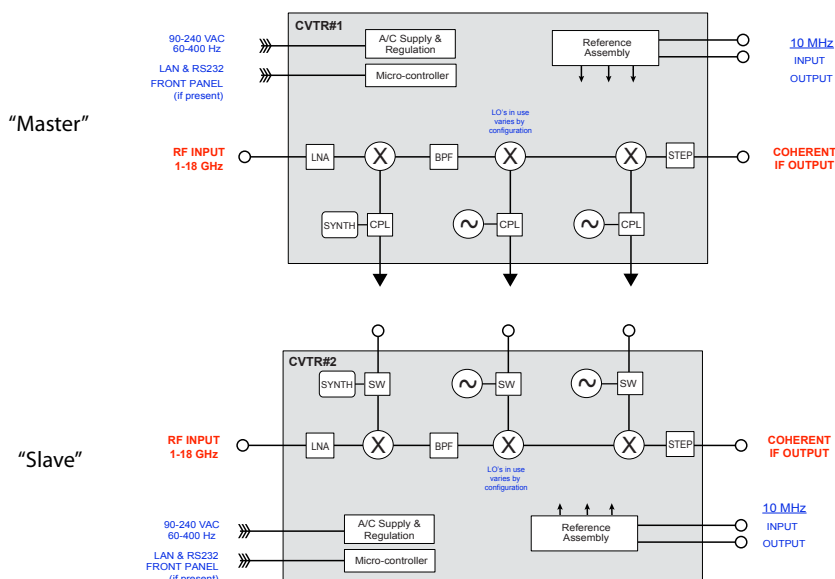 CVTR#1
90-240 VAC
60-400 Hz
A/C Supply &
Regulation
Reference
Assembly
10 MHz
INPUT
OUTPUT
LAN & RS232
FRONT PANEL
(if present)
Micro-controller
"Master"
LO's in use
varies by
configuration
RF INPUT
1-18 GHz
LNA
X
BPF
X
X
STEP
COHERENT
IF OUTPUT
SYNTH
CPL
~
CPL
~
CPL
CVTR#2
SYNTH
SW
~
SW
~
SW
"Slave"
RF INPUT
1-18 GHz
LNA
X
BPF
X
X
STEP
COHERENT
IF OUTPUT
LO's in use
varies by
configuration
90-240 VAC
60-400 Hz
A/C Supply &
Regulation
Reference
Assembly
10 MHz
INPUT
OUTPUT
LAN & RS232
FRONT PANEL
(if present)
Micro-controller